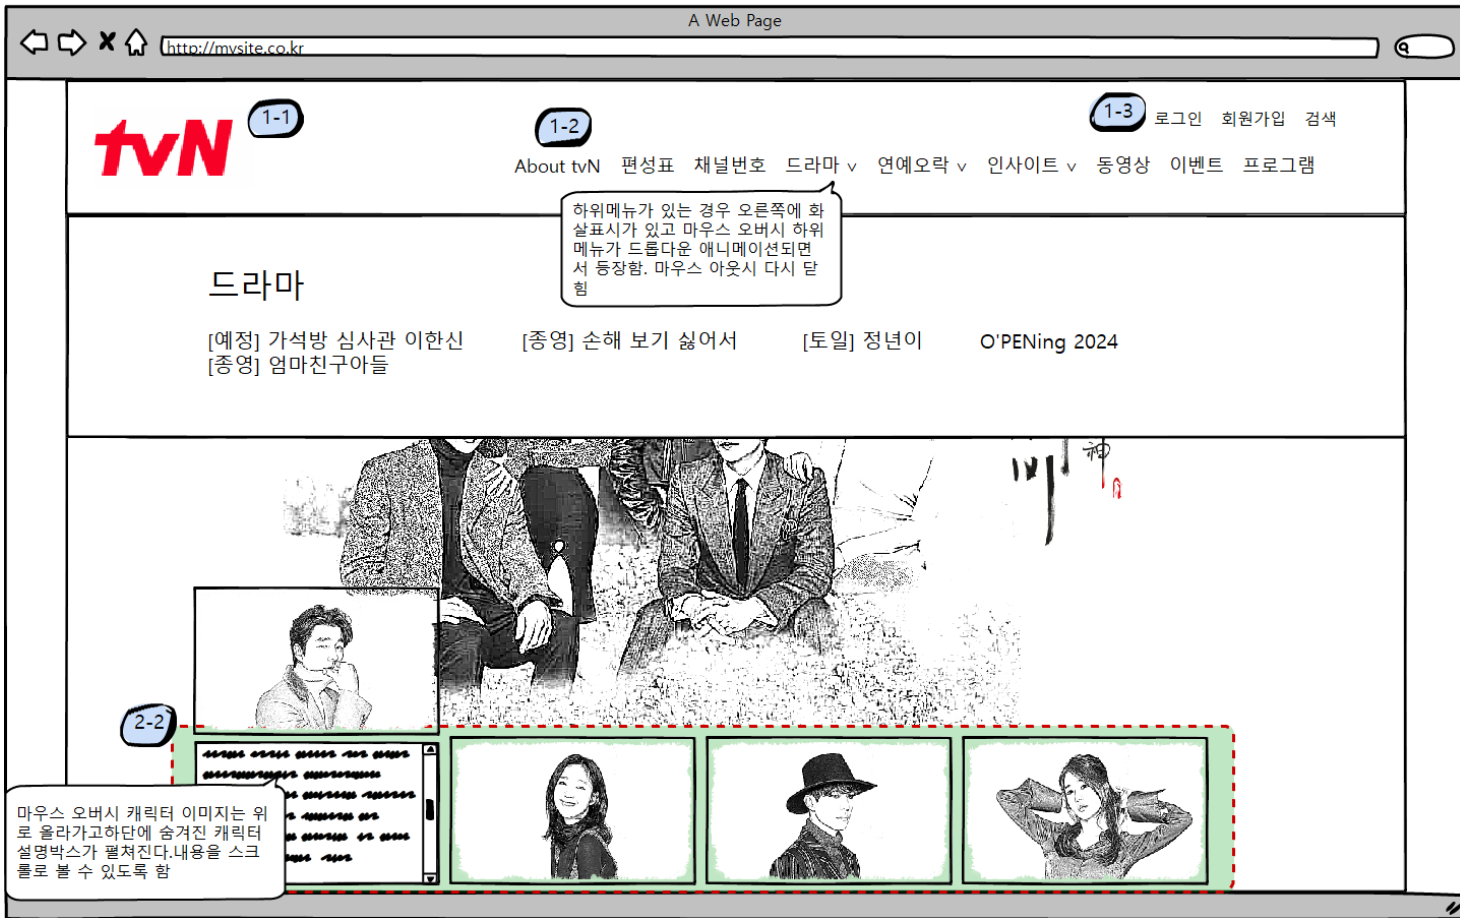 A Web Page
http://mysite.co.kr
tvN
1-1
1-2
1-3
로그인 회원가입 검색
About tvN 편성표 채널번호 드라마 v 연예오락 v 인사이트 v 동영상 이벤트 프로그램
하위메뉴가 있는 경우 오른쪽에 화
살표시가 있고 마우스 오버시 하위
메뉴가 드롭다운 애니메이션되면
서 등장함. 마우스 아웃시 다시 닫
힘
드라마
[예정] 가석방 심사관 이한신 [종영] 손해 보기 싫어서 [토일] 정년이 O'PENing 2024
[종영] 엄마친구아들
神
2-2
마우스 오버시 캐릭터 이미지는 위
로 올라가고하단에 숨겨진 캐릭터
설명박스가 펼쳐진다.내용을 스크
롤로 볼 수 있도록 함